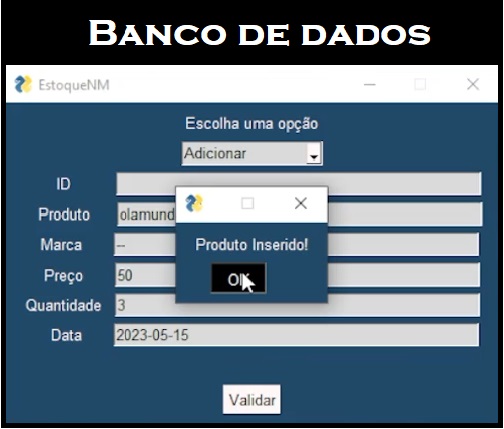 BANCO DE DADOS
EstoqueNM
Escolha uma opção
Adicionar
ID
Produto olamund
Marca --
Produto Inserido!
OK
Preço 50
Quantidade 3
Data 2023-05-15
Validar